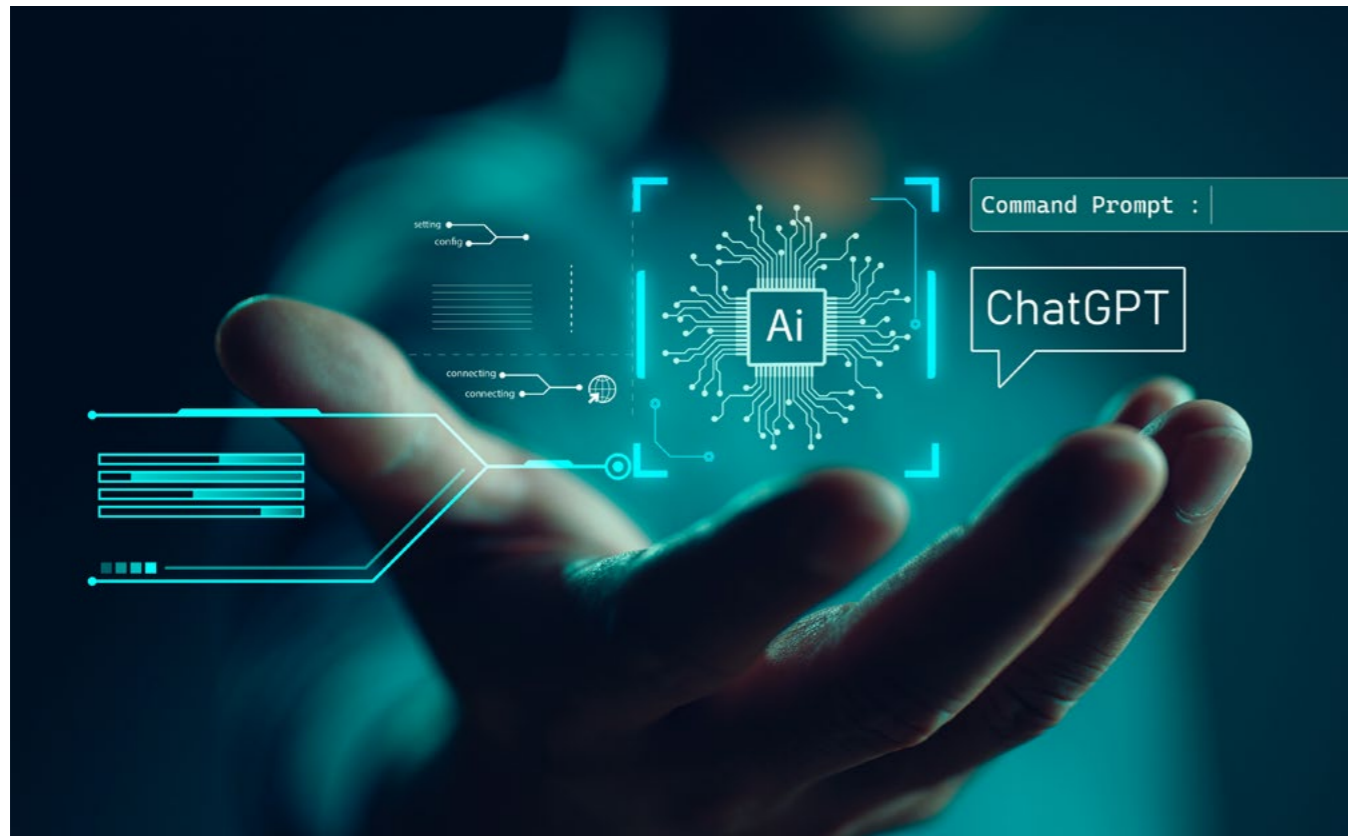 setting
config
connecting
connecting
Ai
Command Prompt :
ChatGPT